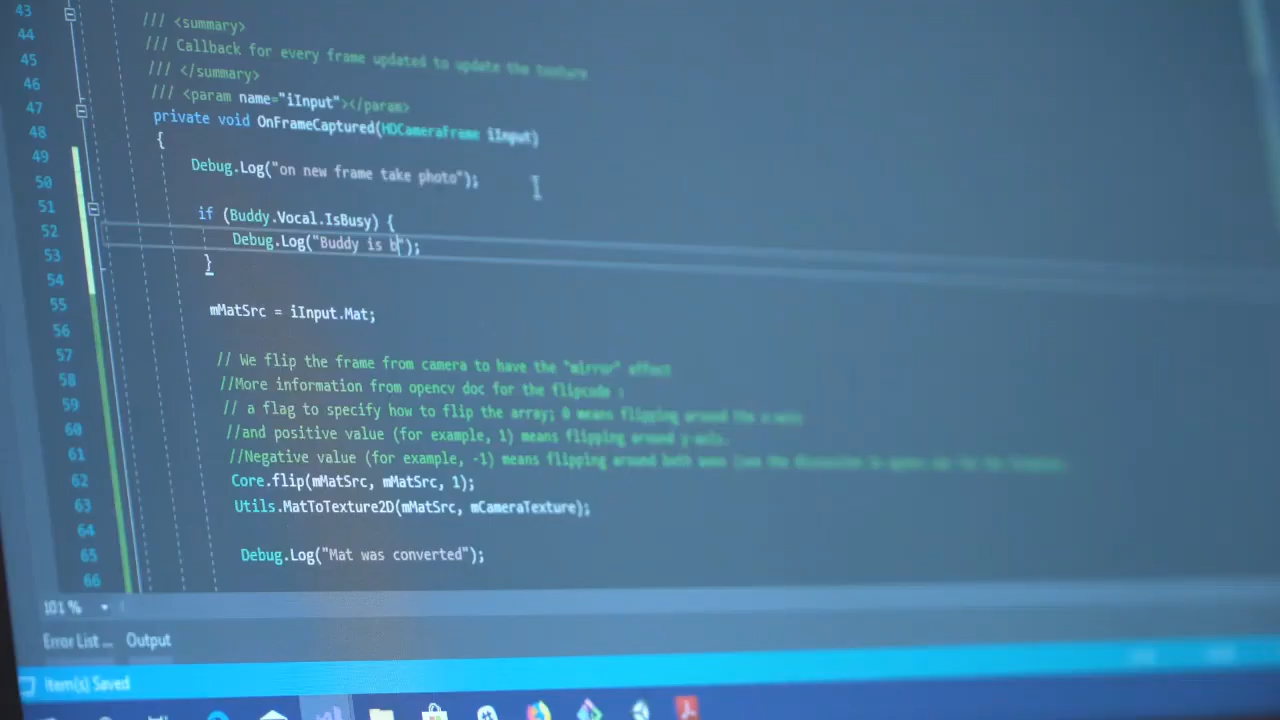 43
44 /// <summary>
45 /// Callback for every frame updated to update the texture
46 /// </summary>
47 /// <param name="iInput"></param>
48 private void OnFrameCaptured(HDCameraFrame iInput)
49 {
50 Debug.Log("on new frame take photo");
51
52 if (Buddy.Vocal.IsBusy) {
53 Debug.Log("Buddy is b");
54 }
55
56 mMatSrc = iInput.Mat;
57
58 // We flip the frame from camera to have the "mirror" effect
59 //More information from opencv doc for the flipcode :
60 // a flag to specify how to flip the array; 0 means flipping around the x-axis
61 //and positive value (for example, 1) means flipping around y-axis.
62 //Negative value (for example, -1) means flipping around both axes (see the discussion
63 Core.flip(mMatSrc, mMatSrc, 1);
64 Utils.MatToTexture2D(mMatSrc, mCameraTexture);
65
66 Debug.Log("Mat was converted");
101 %
Error List ... Output
Item(s) Saved